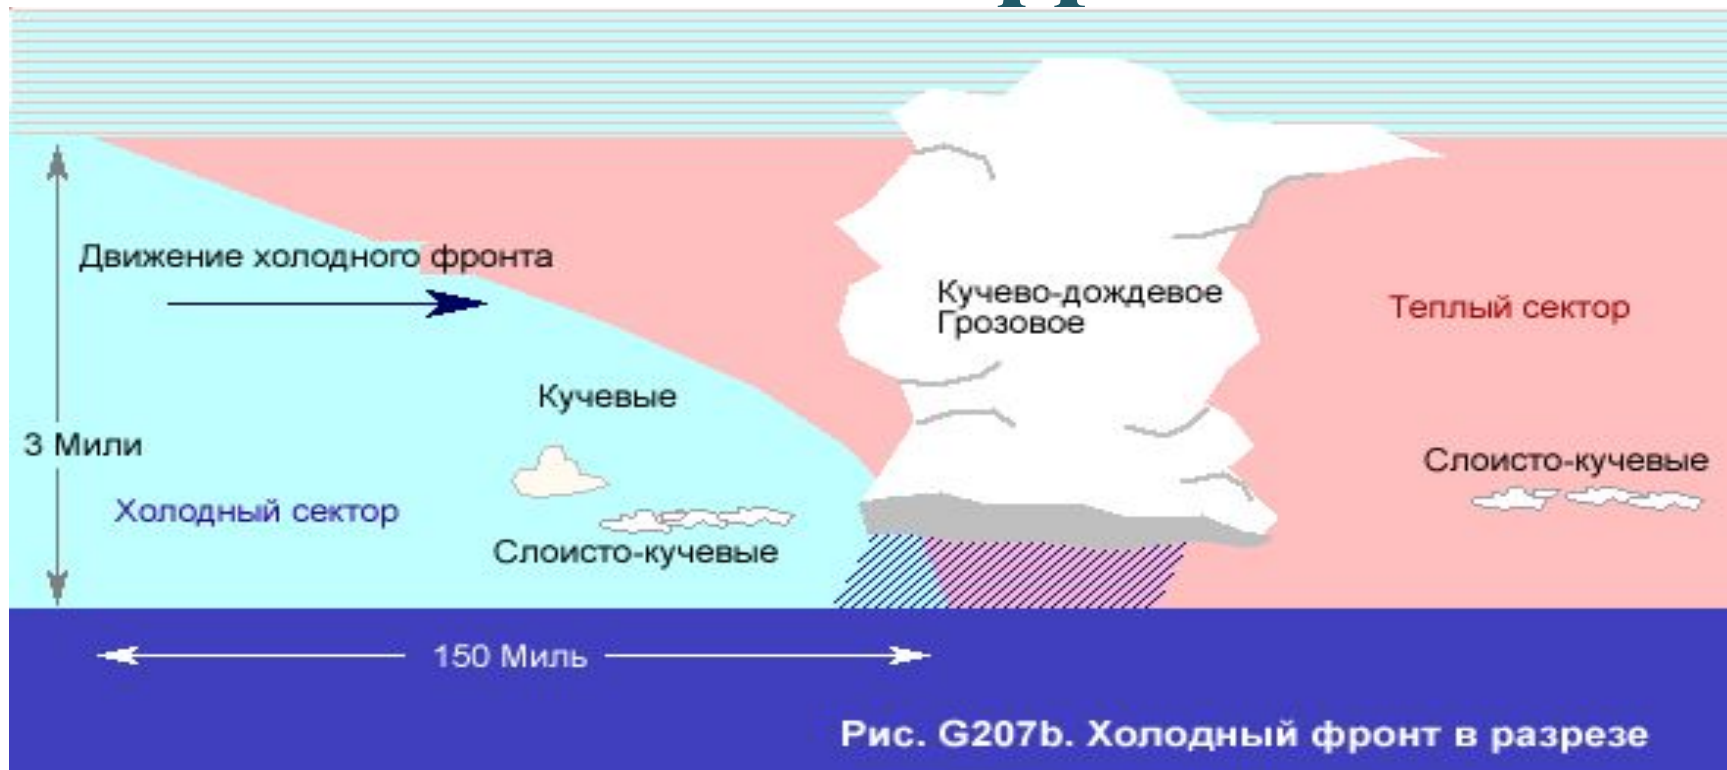 Движение холодного фронта
Кучево-дождевое
Грозовое
Теплый сектор
Кучевые
3 Мили
Слоисто-кучевые
Холодный сектор
Слоисто-кучевые
150 Миль
Рис. G207b. Холодный фронт в разрезе